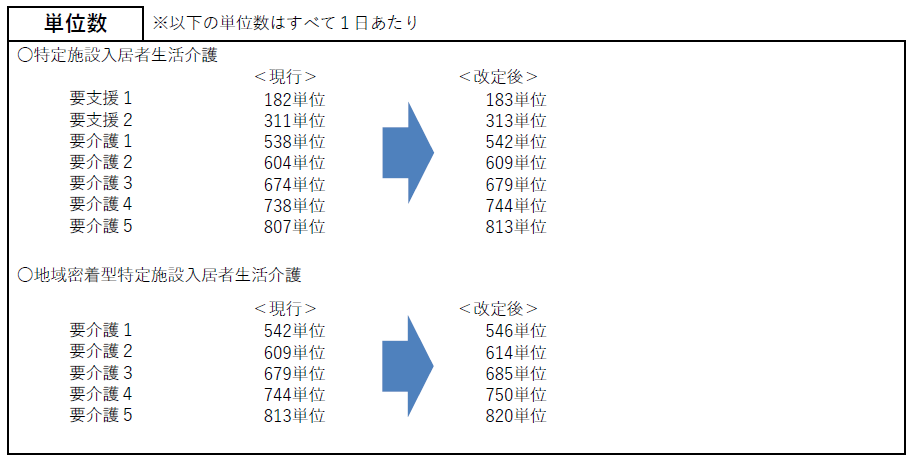 単位数 ※以下の単位数はすべて１日あたり
○特定施設入居者生活介護
＜現行＞ ＜改定後＞
要支援１ 182単位 183単位
要支援２ 311単位 313単位
要介護１ 538単位 542単位
要介護２ 604単位 609単位
要介護３ 674単位 679単位
要介護４ 738単位 744単位
要介護５ 807単位 813単位
○地域密着型特定施設入居者生活介護
＜現行＞ ＜改定後＞
要介護１ 542単位 546単位
要介護２ 609単位 614単位
要介護３ 679単位 685単位
要介護４ 744単位 750単位
要介護５ 813単位 820単位